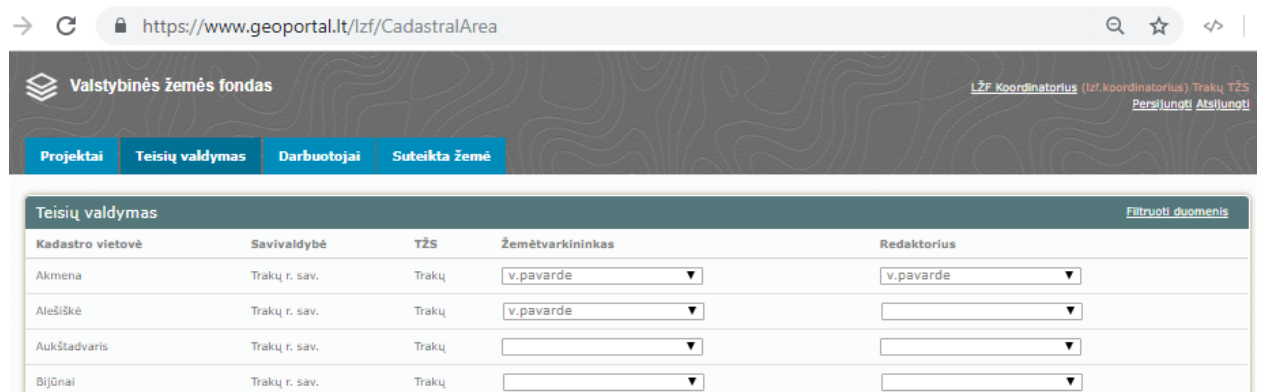 https://www.geoportal.lt/lzf/CadastralArea
Valstybinės žemės fondas
LŽF Koordinatorius (lzf.koordinatorius) Trakų TŽS
Persijungti Atsijungti
Projektai Teisių valdymas Darbuotojai Suteikta žemė
Teisių valdymas Filtruoti duomenis
Kadastro vietovė Savivaldybė TŽS Žemėtvarkininkas Redaktorius
Akmena Trakų r. sav. Trakų v.pavarde v.pavarde
Alešiškė Trakų r. sav. Trakų v.pavarde
Aukštadvaris Trakų r. sav. Trakų
Bijūnai Trakų r. sav. Trakų